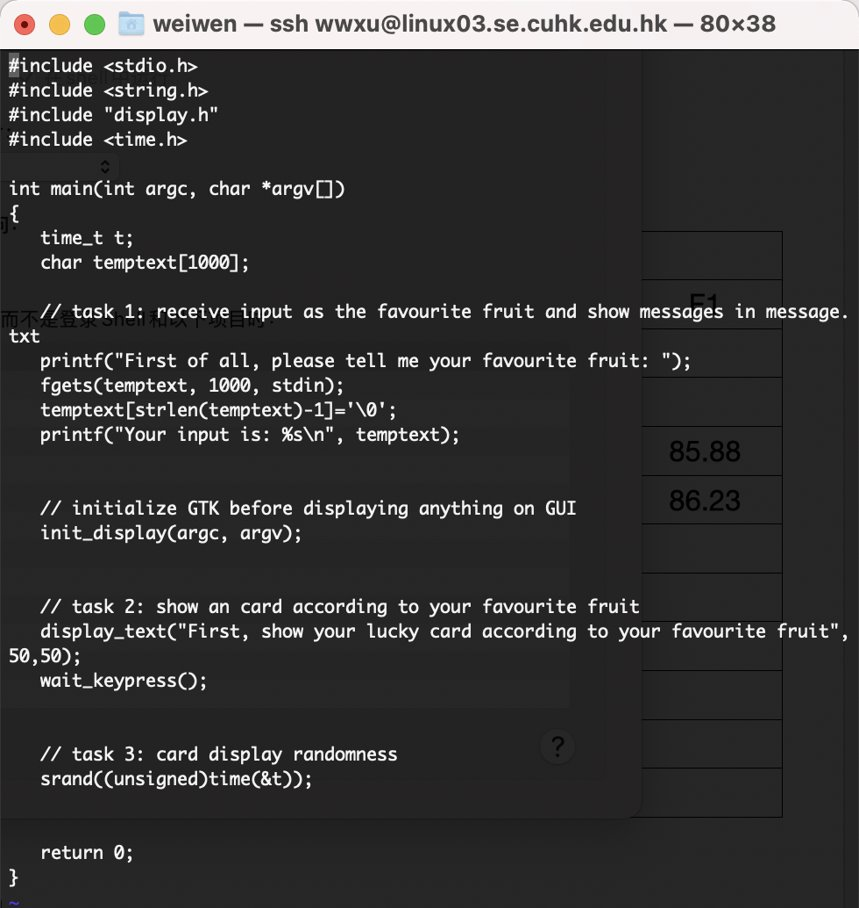 weiwen — ssh wwxu@linux03.se.cuhk.edu.hk — 80×38
#include <stdio.h>
#include <string.h>
#include "display.h"
#include <time.h>
int main(int argc, char *argv[])
{
time_t t;
char temptext[1000];
// task 1: receive input as the favourite fruit and show messages in message.
txt
printf("First of all, please tell me your favourite fruit: ");
fgets(temptext, 1000, stdin);
temptext[strlen(temptext)-1]='\0';
printf("Your input is: %s\n", temptext);
// initialize GTK before displaying anything on GUI
init_display(argc, argv);
// task 2: show an card according to your favourite fruit
display_text("First, show your lucky card according to your favourite fruit",
50,50);
wait_keypress();
// task 3: card display randomness
srand((unsigned)time(&t));
return 0;
}
~
E1
85.88
86.23
?